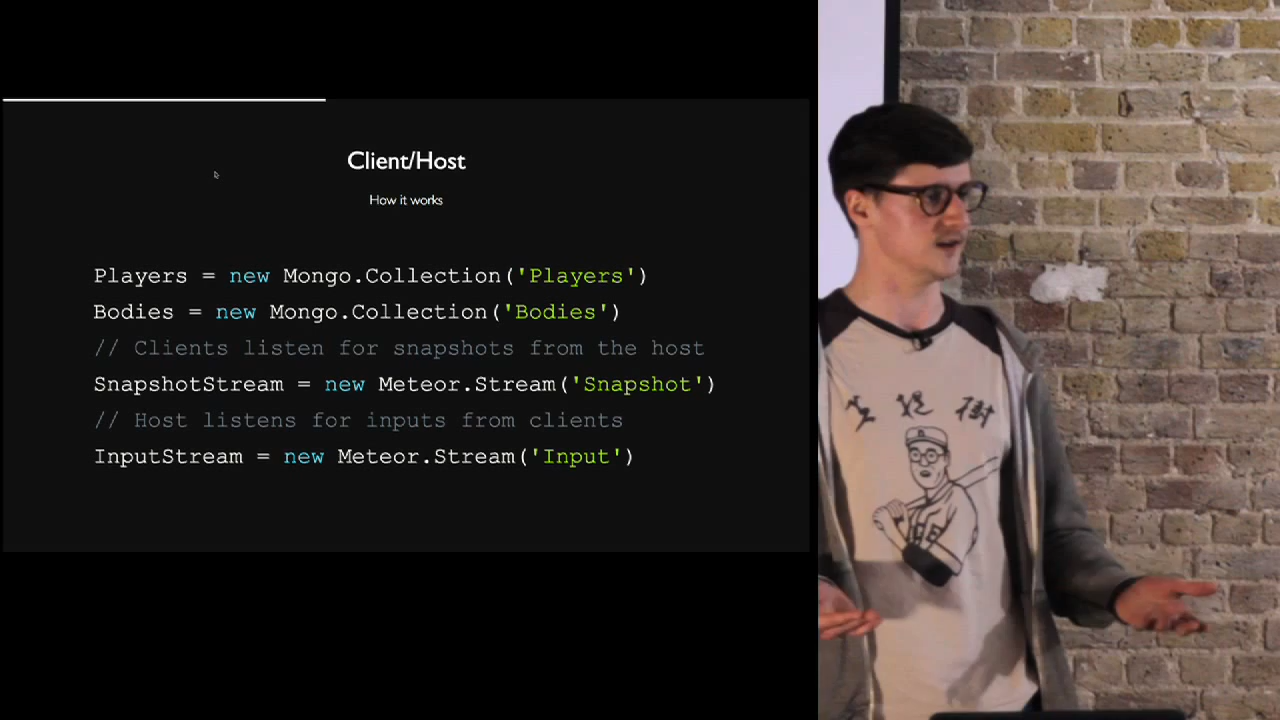 Client/Host
How it works
Players = new Mongo.Collection('Players')
Bodies = new Mongo.Collection('Bodies')
// Clients listen for snapshots from the host
SnapshotStream = new Meteor.Stream('Snapshot')
// Host listens for inputs from clients
InputStream = new Meteor.Stream('Input')